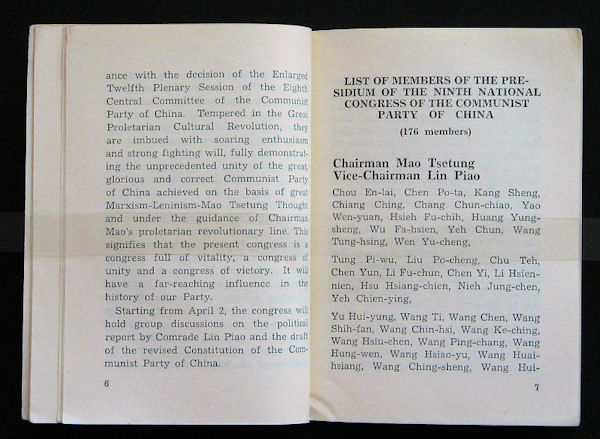 ance with the decision of the Enlarged
Twelfth Plenary Session of the Eighth
Central Committee of the Communist
Party of China. Tempered in the Great
Proletarian Cultural Revolution, they
are imbued with soaring enthusiasm
and strong fighting will, fully demonstrat-
ing the unprecedented unity of the great,
glorious and correct Communist Party
of China achieved on the basis of great
Marxism-Leninism-Mao Tsetung Thought
and under the guidance of Chairman
Mao's proletarian revolutionary line. This
signifies that the present congress is a
congress full of vitality, a congress of
unity and a congress of victory. It will
have a far-reaching influence in the
history of our Party.
Starting from April 2, the congress will
hold group discussions on the political
report by Comrade Lin Piao and the draft
of the revised Constitution of the Com-
munist Party of China.
6
LIST OF MEMBERS OF THE PRE-
SIDIUM OF THE NINTH NATIONAL
CONGRESS OF THE COMMUNIST
PARTY OF CHINA
(176 members)
Chairman Mao Tsetung
Vice-Chairman Lin Piao
Chou En-lai, Chen Po-ta, Kang Sheng,
Chiang Ching, Chang Chun-chiao, Yao
Wen-yuan, Hsieh Fu-chih, Huang Yung-
sheng, Wu Fa-hsien, Yeh Chun, Wang
Tung-hsing, Wen Yu-cheng,
Tung Pi-wu, Liu Po-cheng, Chu Teh,
Chen Yun, Li Fu-chun, Chen Yi, Li Hsien-
nien, Hsu Hsiang-chien, Nieh Jung-chen,
Yeh Chien-ying,
Yu Hui-yung, Wang Ti, Wang Chen, Wang
Shih-fan, Wang Chin-hsi, Wang Ke-ching,
Wang Hsiu-chen, Wang Ping-chang, Wang
Hung-wen, Wang Hsiao-yu, Wang Huai-
hsiang, Wang Ching-sheng, Wang Hui-
7